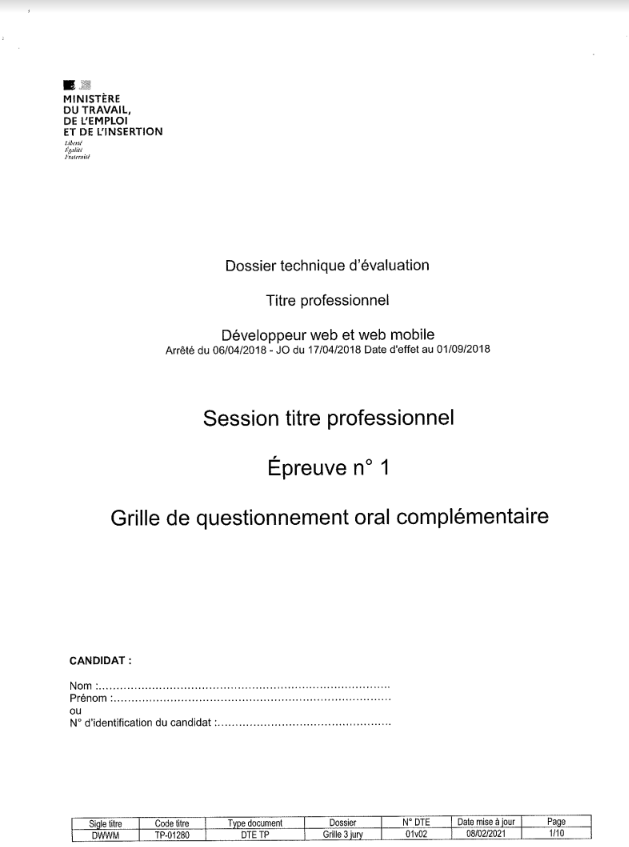 MINISTÈRE
DU TRAVAIL,
DE L'EMPLOI
ET DE L'INSERTION
Liberté
Égalité
Fraternité
Dossier technique d'évaluation
Titre professionnel
Développeur web et web mobile
Arrêté du 06/04/2018 - JO du 17/04/2018 Date d'effet au 01/09/2018
Session titre professionnel
Épreuve n° 1
Grille de questionnement oral complémentaire
CANDIDAT :
Nom :
Prénom :
ou
N° d'identification du candidat :
Sigle titre Code titre Type document Dossier N° DTE Date mise à jour Page
DWWM TP-01280 DTE TP Grille 3 jury 01v02 08/02/2021 1/10